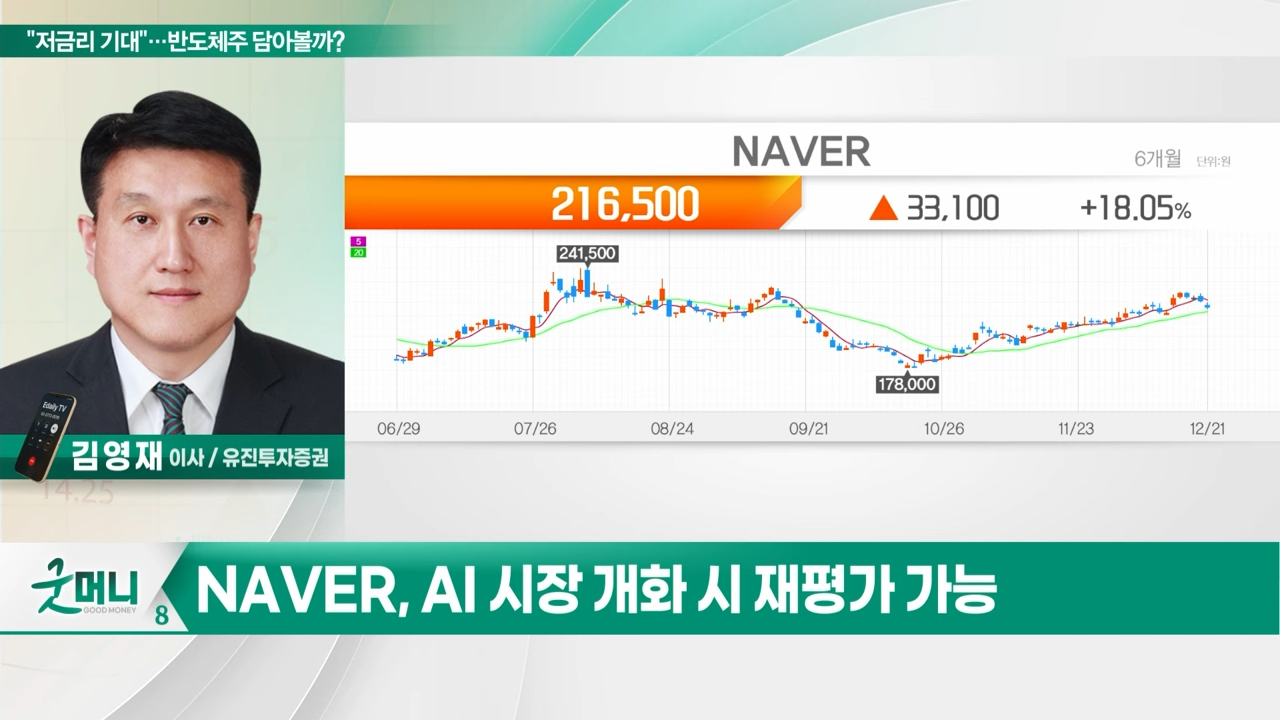 "저금리 기대"…반도체주 담아볼까?
NAVER
6개월 단위:원
216,500 ▲ 33,100 +18.05%
5
20
241,500
178,000
06/29 07/26 08/24 09/21 10/26 11/23 12/21
Edaily TV
김영재 이사 / 유진투자증권
14.25
굿머니
GOOD MONEY
8
NAVER, AI 시장 개화 시 재평가 가능